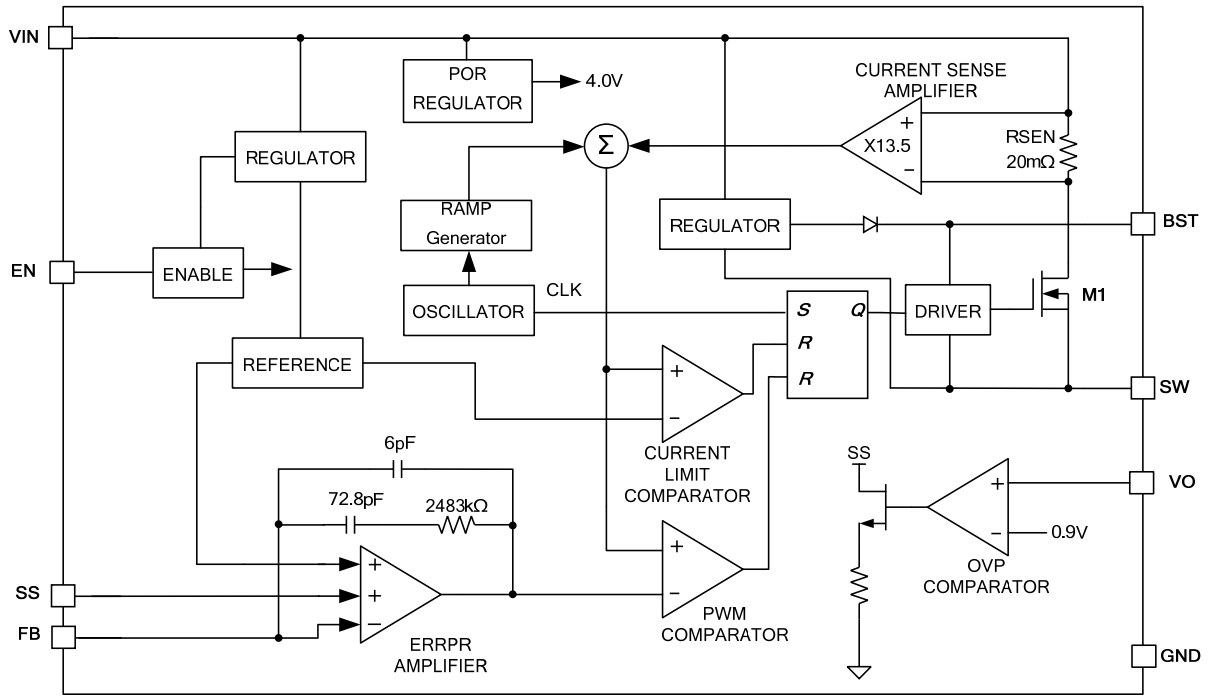 VIN
POR
REGULATOR
4.0V
CURRENT SENSE
AMPLIFIER
+
X13.5
−
RSEN
20mΩ
Σ
REGULATOR
RAMP
Generator
REGULATOR
BST
EN
ENABLE
OSCILLATOR
CLK
S
Q
R
R
DRIVER
M1
REFERENCE
+
−
CURRENT
LIMIT
COMPARATOR
SW
6pF
72.8pF
2483kΩ
SS
+
−
0.9V
VO
OVP
COMPARATOR
+
−
PWM
COMPARATOR
SS
FB
+
+
−
ERRPR
AMPLIFIER
GND